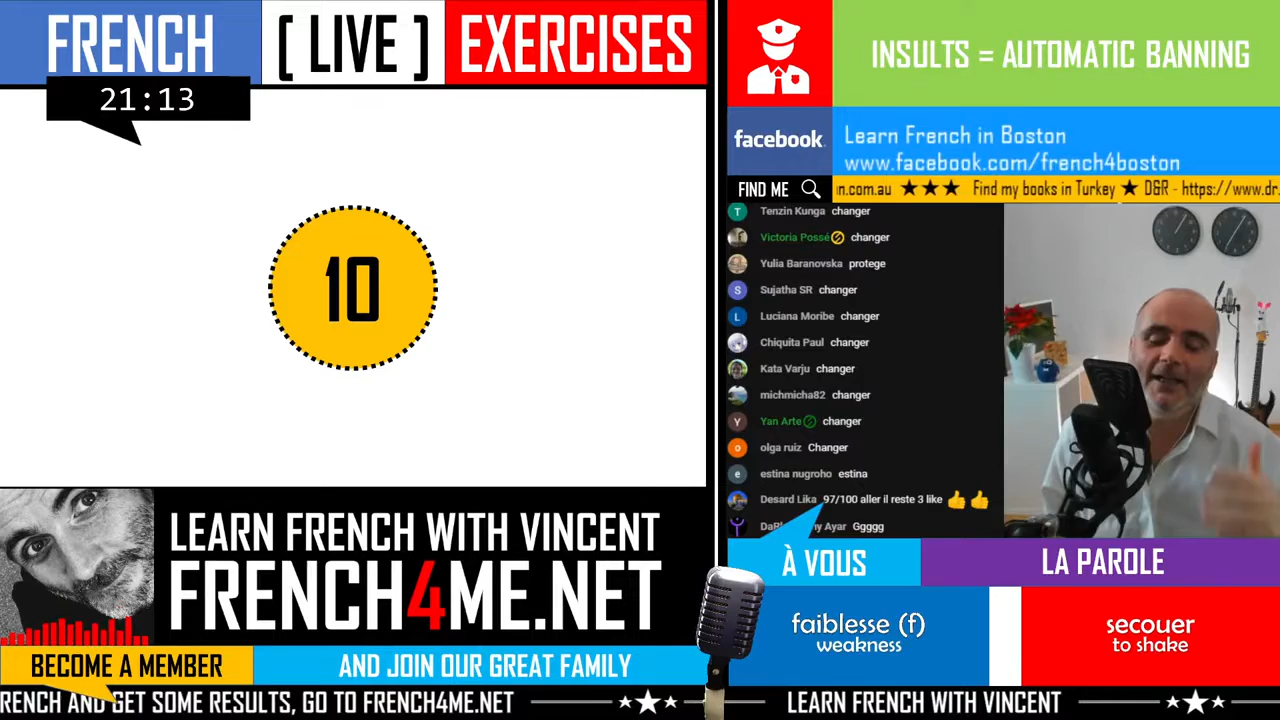 FRENCH [ LIVE ] EXERCISES
21:13
10
LEARN FRENCH WITH VINCENT
FRENCH4ME.NET
BECOME A MEMBER
AND JOIN OUR GREAT FAMILY
INSULTS = AUTOMATIC BANNING
facebook
Learn French in Boston
www.facebook.com/french4boston
FIND ME
n.com.au ★★★ Find my books in Turkey ★ D&R - https://www.dr.
Tenzin Kunga changer
Victoria Possé changer
Yulia Baranovska protege
Sujatha SR changer
Luciana Moribe changer
Chiquita Paul changer
Kata Varju changer
michmicha82 changer
Yan Arte changer
olga ruiz Changer
estina nugroho estina
Desard Lika 97/100 aller il reste 3 like 👍👍
Ayar Ggggg
À VOUS
LA PAROLE
faiblesse (f)
weakness
secouer
to shake
RENCH AND GET SOME RESULTS, GO TO FRENCH4ME.NET ★★★ LEARN FRENCH WITH VINCENT ★★★